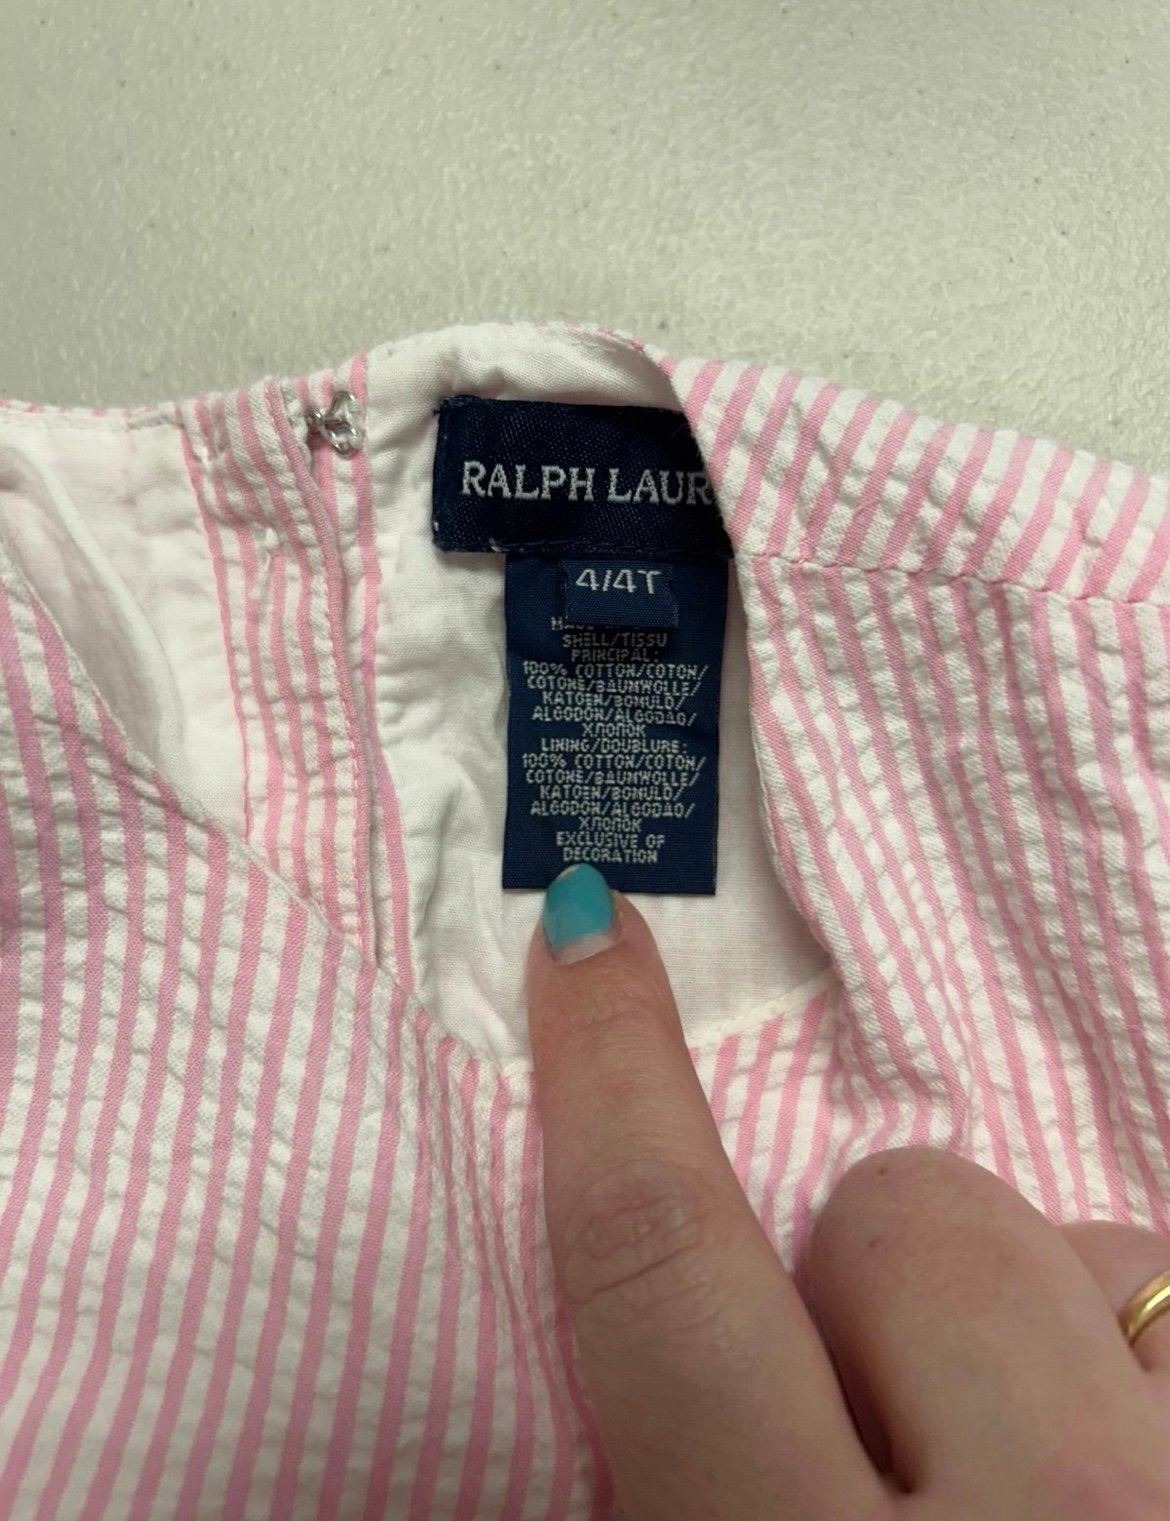 RALPH LAUR
4/4T
SHELL/TISSU
PRINCIPAL:
100% COTTON/COTON/
COTONE/BAUMWOLLE/
KATOEN/BOMULD/
ALGODON/ALGODAO/
ХЛОПОК
LINING/DOUBLURE:
100% COTTON/COTON/
COTONE/BAUMWOLLE/
KATOEN/BOMULD/
ALGODON/ALGODAO/
ХЛОПОК
EXCLUSIVE OF
DECORATION